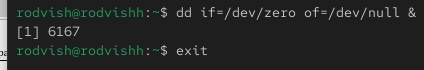 rodvish@rodvishh:~$ dd if=/dev/zero of=/dev/null &
[1] 6167
rodvish@rodvishh:~$ exit